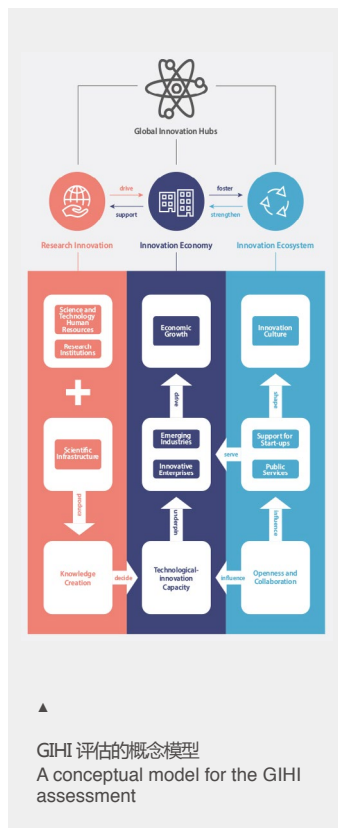 Global Innovation Hubs
drive
support
foster
strengthen
Research Innovation
Innovation Economy
Innovation Ecosystem
Science and
Technology
Human
Resources
Research
Institutions
Scientific
Infrastructure
produce
Knowledge
Creation
decide
Economic
Growth
drive
Emerging
Industries
Innovative
Enterprises
underpin
Technological-
innovation
Capacity
Innovation
Culture
shape
Support for
Start-ups
Public
Services
serve
influence
Openness and
Collaboration
influence
▲
GIHI 评估的概念模型
A conceptual model for the GIHI
assessment